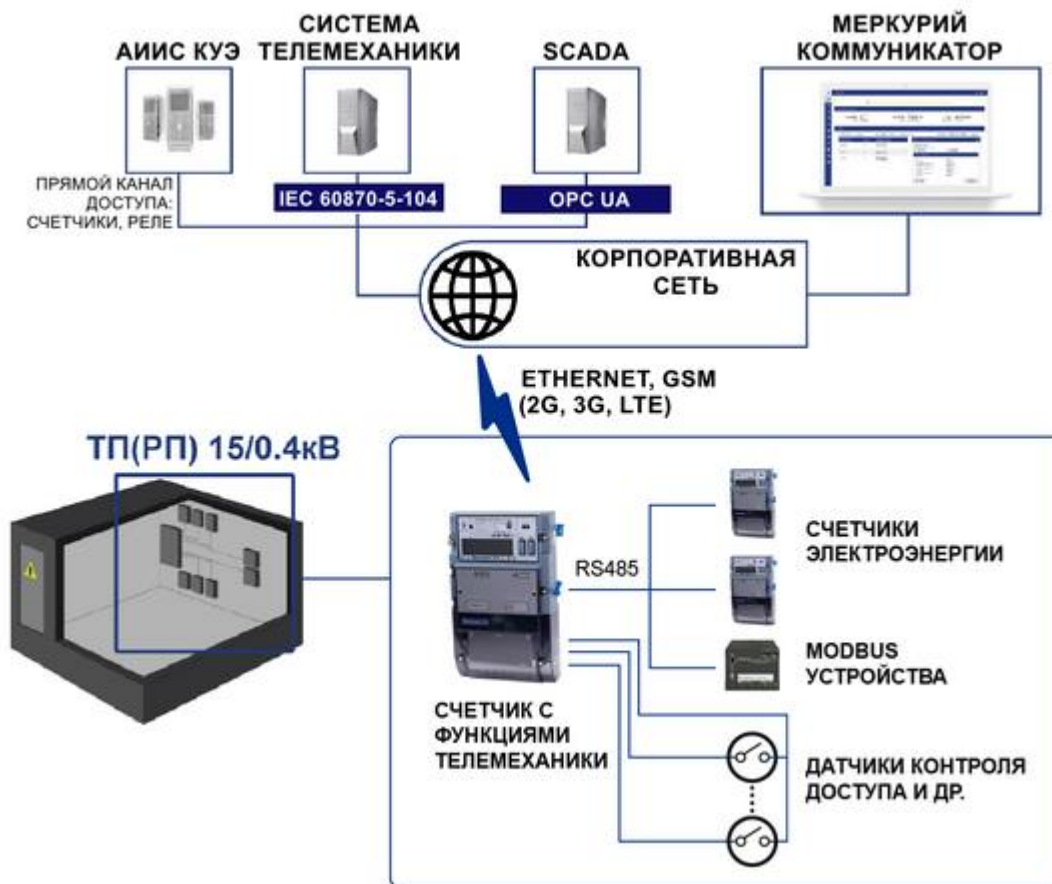 АИИС КУЭ
СИСТЕМА
ТЕЛЕМЕХАНИКИ
SCADA
МЕРКУРИЙ
КОММУНИКАТОР
ПРЯМОЙ КАНАЛ
ДОСТУПА:
СЧЕТЧИКИ, РЕЛЕ
IEC 60870-5-104
OPC UA
КОРПОРАТИВНАЯ
СЕТЬ
ETHERNET, GSM
(2G, 3G, LTE)
ТП(РП) 15/0.4кВ
RS485
СЧЕТЧИКИ
ЭЛЕКТРОЭНЕРГИИ
MODBUS
УСТРОЙСТВА
СЧЕТЧИК С
ФУНКЦИЯМИ
ТЕЛЕМЕХАНИКИ
ДАТЧИКИ КОНТРОЛЯ
ДОСТУПА И ДР.